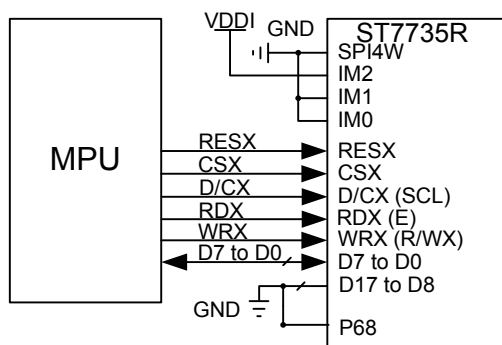 VDDI
GND
ST7735R
SPI4W
IM2
IM1
IM0
MPU
RESX
RESX
CSX
CSX
D/CX
D/CX (SCL)
RDX
RDX (E)
WRX
WRX (R/WX)
D7 to D0
D7 to D0
D17 to D8
GND
P68